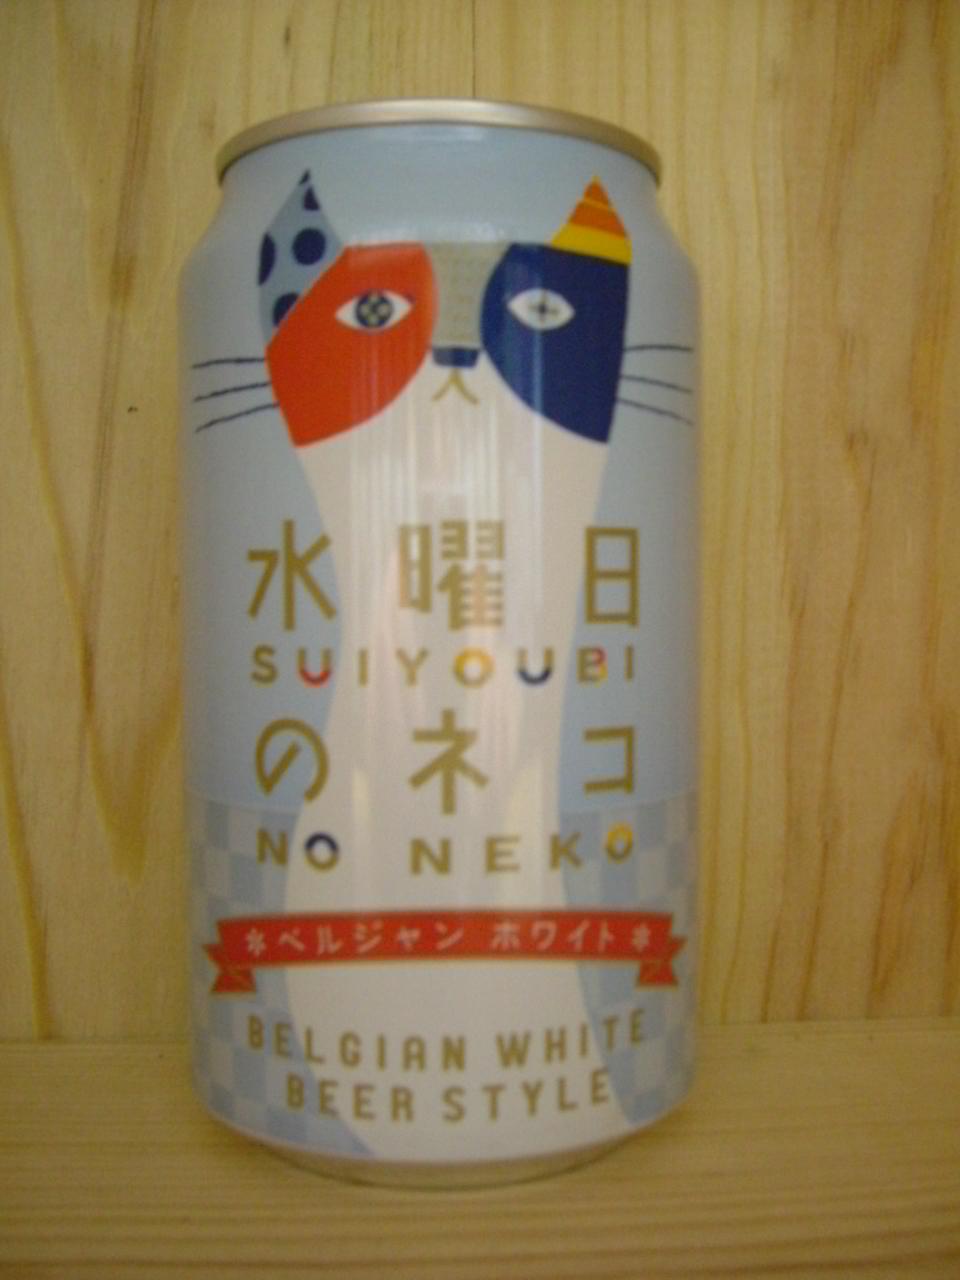 水曜日
SUIYOUBI
のネコ
NO NEKO
*ベルジャン ホワイト*
BELGIAN WHITE
BEER STYLE